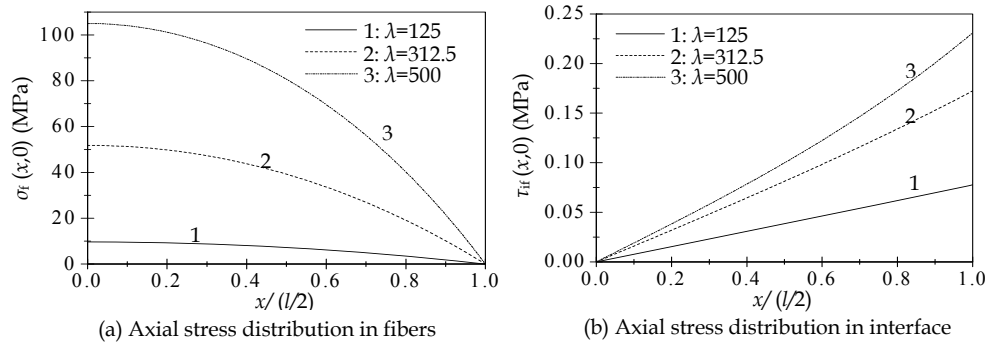 100
80
60
40
20
0
σf (x,0) (MPa)
1: λ=125
2: λ=312.5
3: λ=500
1
2
3
0.0 0.2 0.4 0.6 0.8 1.0
x/ (l/2)
(a) Axial stress distribution in fibers
0.25
0.20
0.15
0.10
0.05
0.00
τif (x,0) (MPa)
1: λ=125
2: λ=312.5
3: λ=500
3
2
1
0.0 0.2 0.4 0.6 0.8 1.0
x/ (l/2)
(b) Axial stress distribution in interface